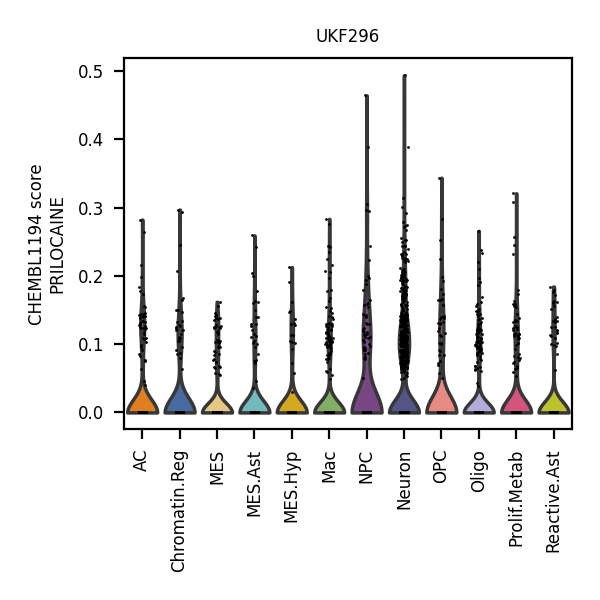 UKF296
CHEMBL1194 score
PRILOCAINE
0.5
0.4
0.3
0.2
0.1
0.0
AC
Chromatin.Reg
MES
MES.Ast
MES.Hyp
Mac
NPC
Neuron
OPC
Oligo
Prolif.Metab
Reactive.Ast